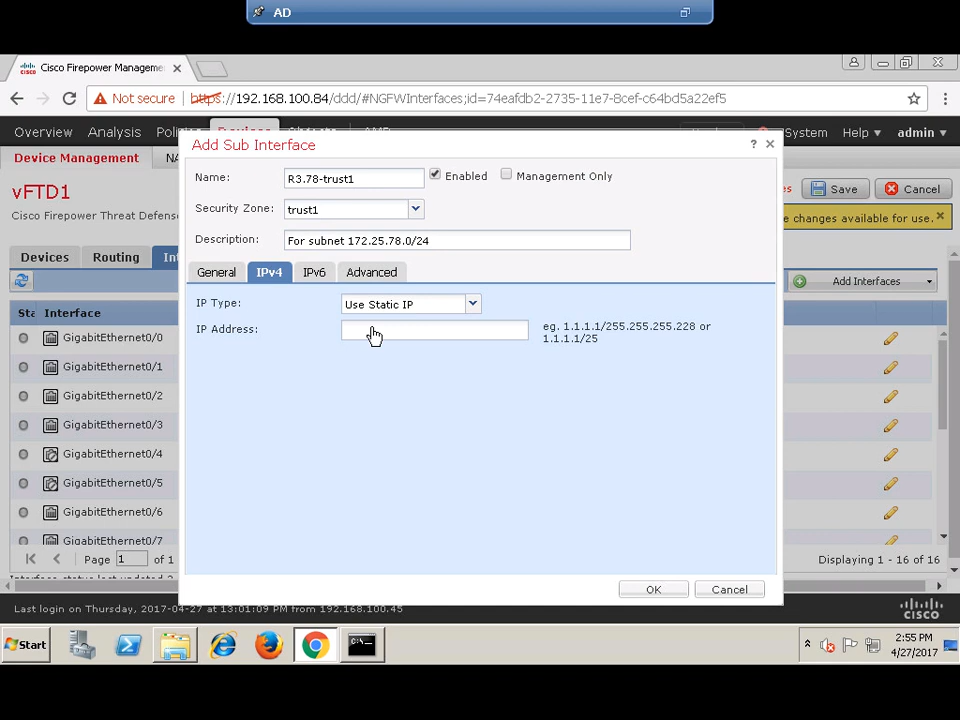 AD
Cisco Firepower Manageme
Not secure https://192.168.100.84/ddd/#NGFWInterfaces;id=74eafdb2-2735-11e7-8cef-c64bd5a22ef5
Overview Analysis Devices System Help admin
Device Management NA
Add Sub Interface ?
vFTD1
Save Cancel
Cisco Firepower Threat Defens
e changes available for use.
Name: R3.78-trust1 Enabled Management Only
Security Zone: trust1
Description: For subnet 172.25.78.0/24
Devices Routing Int
General IPv4 IPv6 Advanced
Add Interfaces
IP Type: Use Static IP
IP Address: eg. 1.1.1.1/255.255.255.228 or
1.1.1.1/25
Sta Interface
GigabitEthernet0/0
GigabitEthernet0/1
GigabitEthernet0/2
GigabitEthernet0/3
GigabitEthernet0/4
GigabitEthernet0/5
GigabitEthernet0/6
GigabitEthernet0/7
Page 1 of 1 Displaying 1 - 16 of 16
OK Cancel
Last login on Thursday, 2017-04-27 at 13:01:09 PM from 192.168.100.45
cisco
Start
2:55 PM
4/27/2017